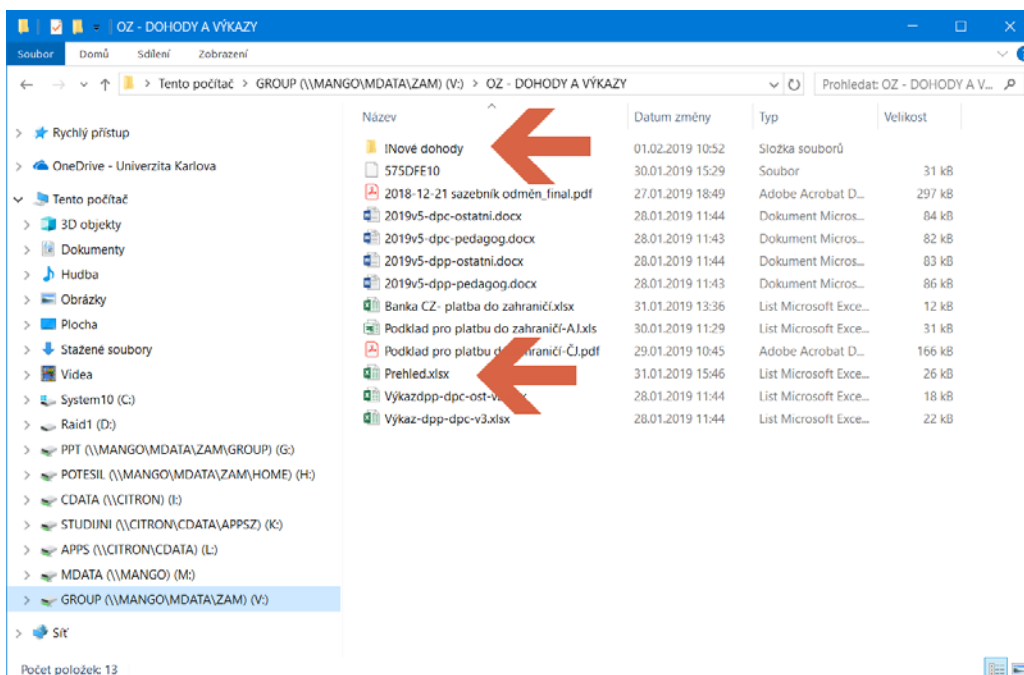 OZ - DOHODY A VÝKAZY
Soubor Domů Sdílení Zobrazení
Tento počítač > GROUP (\\MANGO\MDATA\ZAM) (V:) > OZ - DOHODY A VÝKAZY
Prohledat: OZ - DOHODY A V...
Název Datum změny Typ Velikost
Rychlý přístup
OneDrive - Univerzita Karlova
Tento počítač
3D objekty
Dokumenty
Hudba
Obrázky
Plocha
Stažené soubory
Videa
System10 (C:)
Raid1 (D:)
PPT (\\MANGO\MDATA\ZAM\GROUP) (G:)
POTESIL (\\MANGO\MDATA\ZAM\HOME) (H:)
CDATA (\\CITRON) (I:)
STUDIJNI (\\CITRON\CDATA\APPSZ) (K:)
APPS (\\CITRON\CDATA) (L:)
MDATA (\\MANGO) (M:)
GROUP (\\MANGO\MDATA\ZAM) (V:)
Síť
!Nové dohody 01.02.2019 10:52 Složka souborů
575DFE10 30.01.2019 15:29 Soubor 31 kB
2018-12-21 sazebník odměn_final.pdf 27.01.2019 18:49 Adobe Acrobat D... 297 kB
2019v5-dpc-ostatni.docx 28.01.2019 11:44 Dokument Micros... 84 kB
2019v5-dpc-pedagog.docx 28.01.2019 11:43 Dokument Micros... 82 kB
2019v5-dpp-ostatni.docx 28.01.2019 11:44 Dokument Micros... 83 kB
2019v5-dpp-pedagog.docx 28.01.2019 11:43 Dokument Micros... 86 kB
Banka CZ- platba do zahraničí.xlsx 31.01.2019 13:36 List Microsoft Exce... 12 kB
Podklad pro platbu do zahraničí-AJ.xls 30.01.2019 11:29 List Microsoft Exce... 31 kB
Podklad pro platbu raničí-ČJ.pdf 29.01.2019 10:45 Adobe Acrobat D... 166 kB
Prehled.xlsx 31.01.2019 15:46 List Microsoft Exce... 26 kB
Výkazdpp-dpc-ost- 28.01.2019 11:44 List Microsoft Exce... 18 kB
Výkaz-dpp-dpc-v3.xlsx 28.01.2019 11:44 List Microsoft Exce... 22 kB
Počet položek: 13